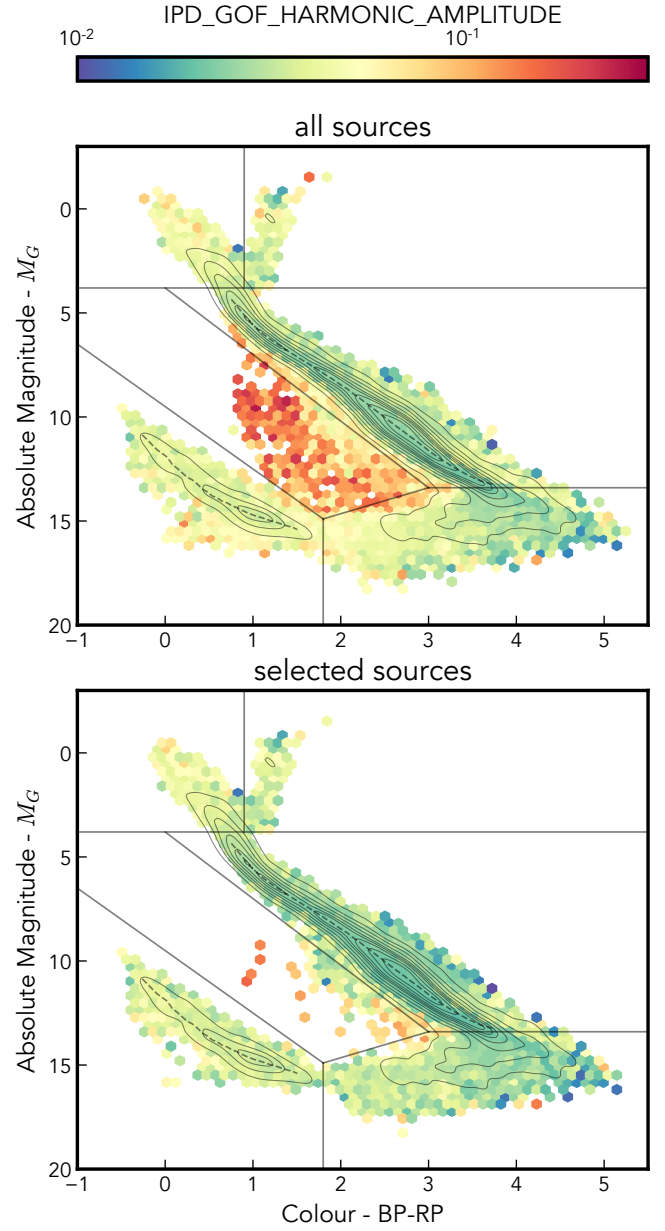 IPD_GOF_HARMONIC_AMPLITUDE
10⁻² 10⁻¹
all sources
0
5
10
15
20
Absolute Magnitude - M_G
−1 0 1 2 3 4 5
selected sources
0
5
10
15
20
Absolute Magnitude - M_G
−1 0 1 2 3 4 5
Colour - BP-RP